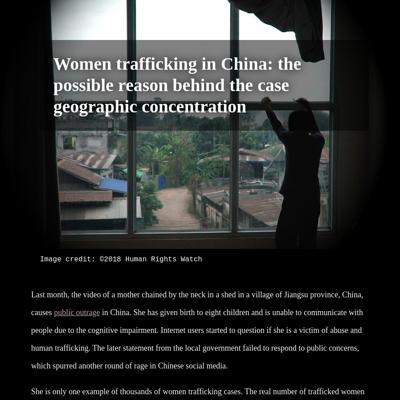 Women trafficking in China: the
possible reason behind the case
geographic concentration
Image credit: ©2018 Human Rights Watch
Last month, the video of a mother chained by the neck in a shed in a village of Jiangsu province, China,
causes public outrage in China. She has given birth to eight children and is unable to communicate with
people due to the cognitive impairment. Internet users started to question if she is a victim of abuse and
human trafficking. The later statement from the local government failed to respond to public concerns,
which spurred another round of rage in Chinese social media.
She is only one example of thousands of women trafficking cases. The real number of trafficked women